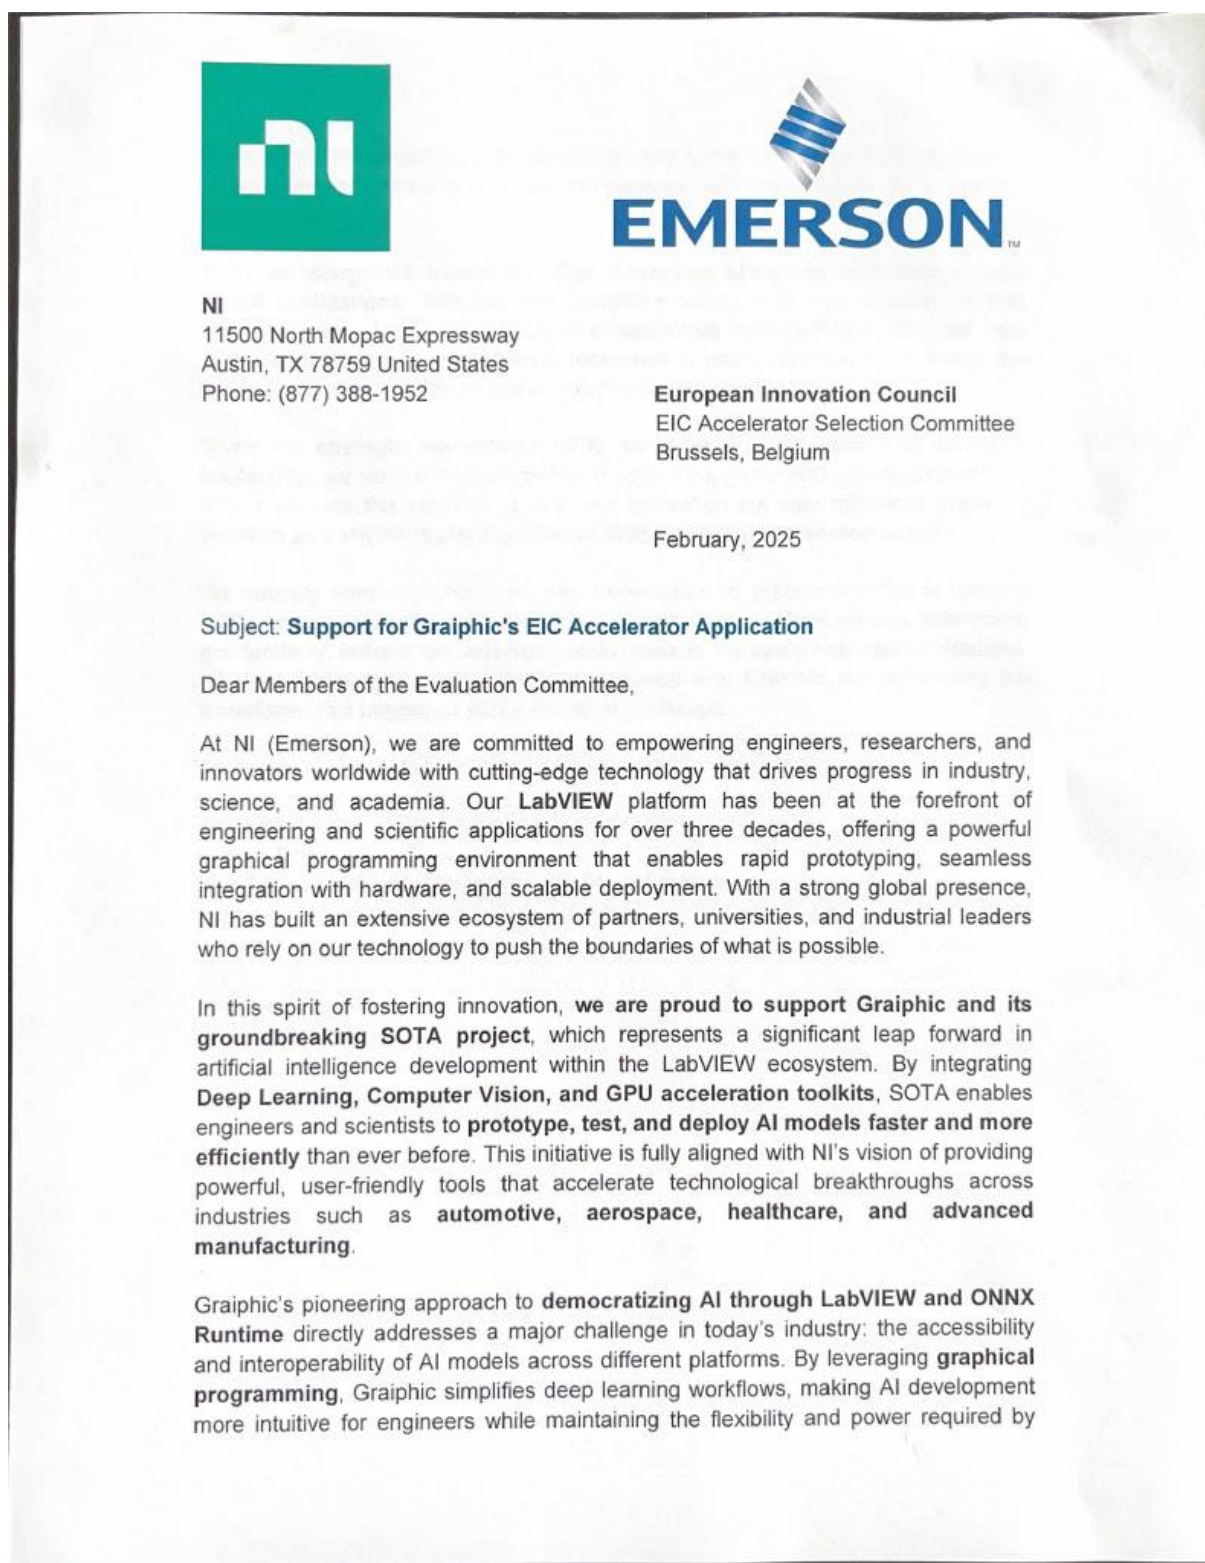 ni
EMERSON™
NI
11500 North Mopac Expressway
Austin, TX 78759 United States
Phone: (877) 388-1952
European Innovation Council
EIC Accelerator Selection Committee
Brussels, Belgium
February, 2025
Subject: Support for Graiphic's EIC Accelerator Application
Dear Members of the Evaluation Committee,
At NI (Emerson), we are committed to empowering engineers, researchers, and
innovators worldwide with cutting-edge technology that drives progress in industry,
science, and academia. Our LabVIEW platform has been at the forefront of
engineering and scientific applications for over three decades, offering a powerful
graphical programming environment that enables rapid prototyping, seamless
integration with hardware, and scalable deployment. With a strong global presence,
NI has built an extensive ecosystem of partners, universities, and industrial leaders
who rely on our technology to push the boundaries of what is possible.
In this spirit of fostering innovation, we are proud to support Graiphic and its
groundbreaking SOTA project, which represents a significant leap forward in
artificial intelligence development within the LabVIEW ecosystem. By integrating
Deep Learning, Computer Vision, and GPU acceleration toolkits, SOTA enables
engineers and scientists to prototype, test, and deploy AI models faster and more
efficiently than ever before. This initiative is fully aligned with NI's vision of providing
powerful, user-friendly tools that accelerate technological breakthroughs across
industries such as automotive, aerospace, healthcare, and advanced
manufacturing.
Graiphic's pioneering approach to democratizing AI through LabVIEW and ONNX
Runtime directly addresses a major challenge in today's industry: the accessibility
and interoperability of AI models across different platforms. By leveraging graphical
programming, Graiphic simplifies deep learning workflows, making AI development
more intuitive for engineers while maintaining the flexibility and power required by